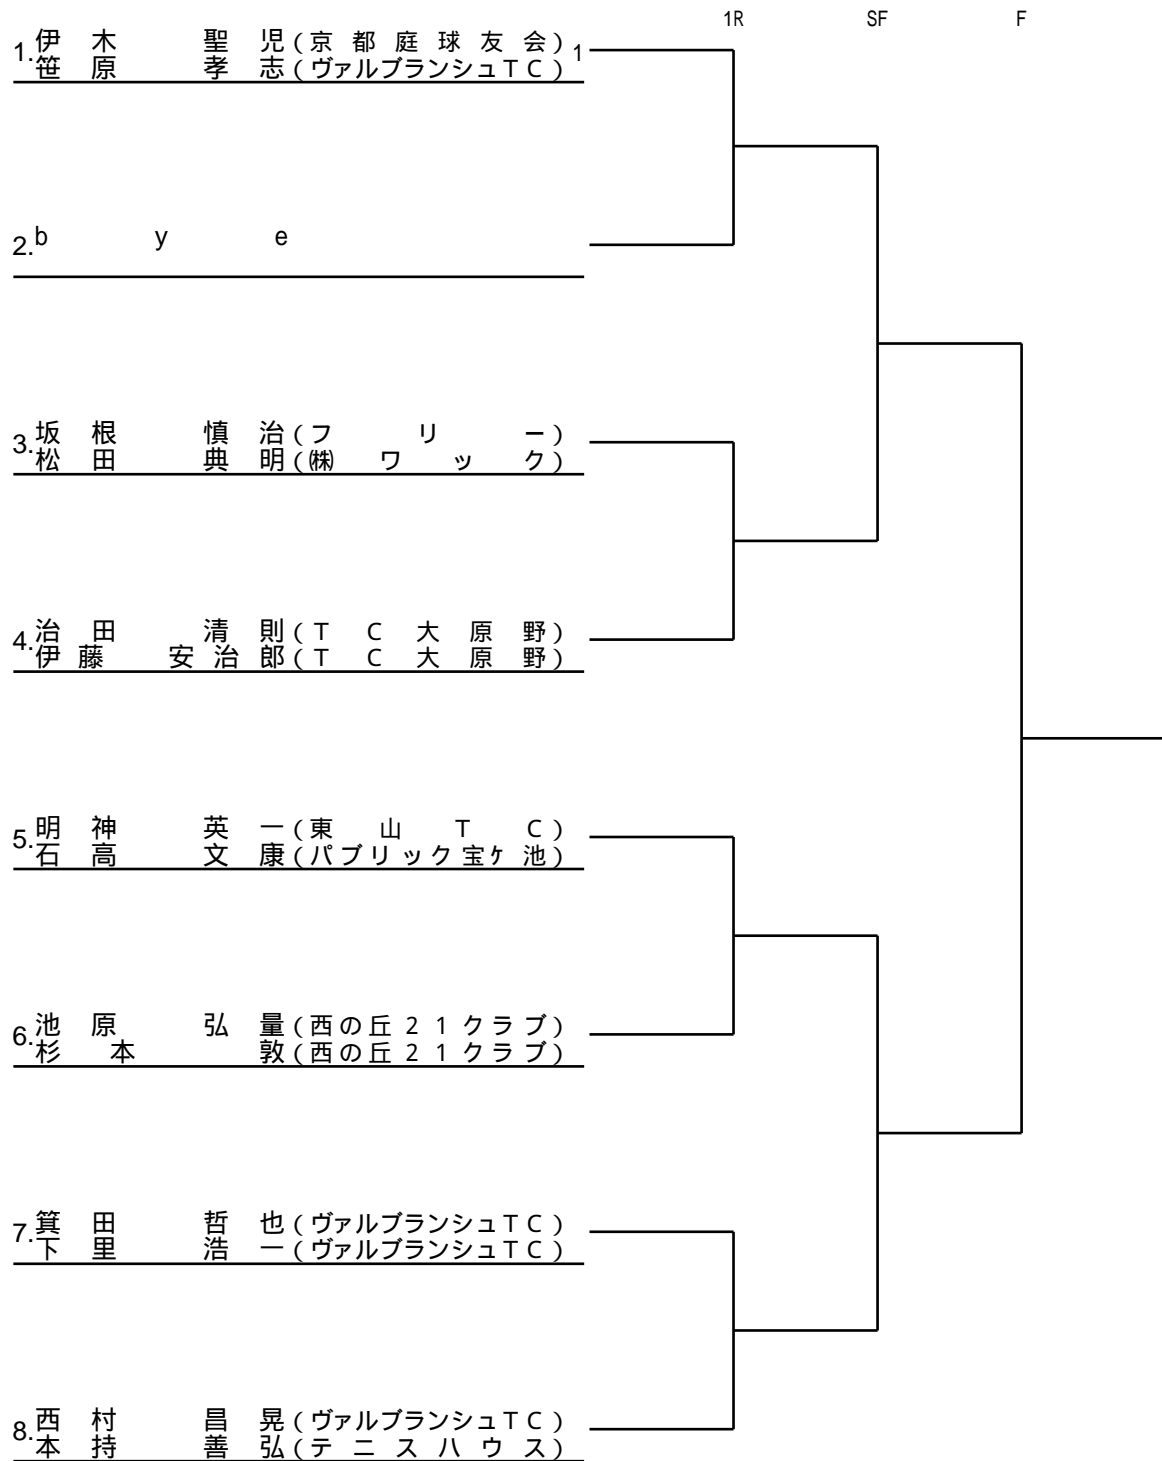 1R SF F
1. 伊木 聖児(京都庭球友会) 1
笹原 孝志(ヴァルブランシュTC)
2. bye
3. 坂根 慎治(フリー)
松田 典明(㈱ワック)
4. 治田 清則(TC大原野)
伊藤 安治郎(TC大原野)
5. 明神 英一(東山TC)
石高 文康(パブリック宝ヶ池)
6. 池原 弘量(西の丘21クラブ)
杉本 敦(西の丘21クラブ)
7. 箕田 哲也(ヴァルブランシュTC)
下里 浩一(ヴァルブランシュTC)
8. 西村 昌晃(ヴァルブランシュTC)
本持 善弘(テニスハウス)